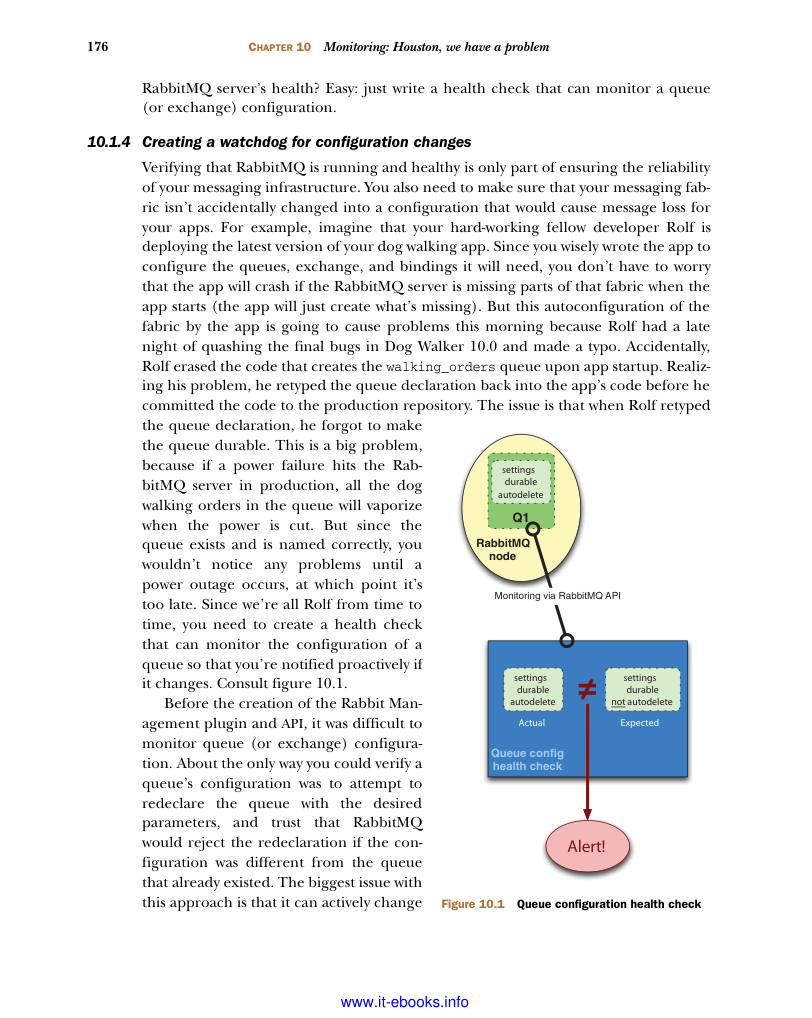 176
CHAPTER 10 Monitoring: Houston, we have a problem
RabbitMQ server's health? Easy: just write a health check that can monitor a queue
(or exchange) configuration.
10.1.4 Creating a watchdog for configuration changes
Verifying that RabbitMQ is running and healthy is only part of ensuring the reliability
of your messaging infrastructure. You also need to make sure that your messaging fab-
ric isn't accidentally changed into a configuration that would cause message loss for
your apps. For example, imagine that your hard-working fellow developer Rolf is
deploying the latest version of your dog walking app. Since you wisely wrote the app to
configure the queues, exchange, and bindings it will need, you don't have to worry
that the app will crash if the RabbitMQ server is missing parts of that fabric when the
app starts (the app will just create what's missing). But this autoconfiguration of the
fabric by the app is going to cause problems this morning because Rolf had a late
night of quashing the final bugs in Dog Walker 10.0 and made a typo. Accidentally,
Rolf erased the code that creates the walking_orders queue upon app startup. Realiz-
ing his problem, he retyped the queue declaration back into the app's code before he
committed the code to the production repository. The issue is that when Rolf retyped
the queue declaration, he forgot to make
the queue durable. This is a big problem,
because if a power failure hits the Rab-
bitMQ server in production, all the dog
walking orders in the queue will vaporize
when the power is cut. But since the
queue exists and is named correctly, you
wouldn't notice any problems until a
power outage occurs, at which point it's
too late. Since we're all Rolf from time to
time, you need to create a health check
that can monitor the configuration of a
queue so that you're notified proactively if
it changes. Consult figure 10.1.
Before the creation of the Rabbit Man-
agement plugin and API, it was difficult to
monitor queue (or exchange) configura-
tion. About the only way you could verify a
queue's configuration was to attempt to
redeclare the queue with the desired
parameters, and trust that RabbitMQ
would reject the redeclaration if the con-
figuration was different from the queue
that already existed. The biggest issue with
this approach is that it can actively change
settings
durable
autodelete
Q1
RabbitMQ
node
Monitoring via RabbitMQ API
settings
durable
autodelete
Actual
≠
settings
durable
not autodelete
Expected
Queue config
health check
Alert!
Figure 10.1 Queue configuration health check
www.it-ebooks.info